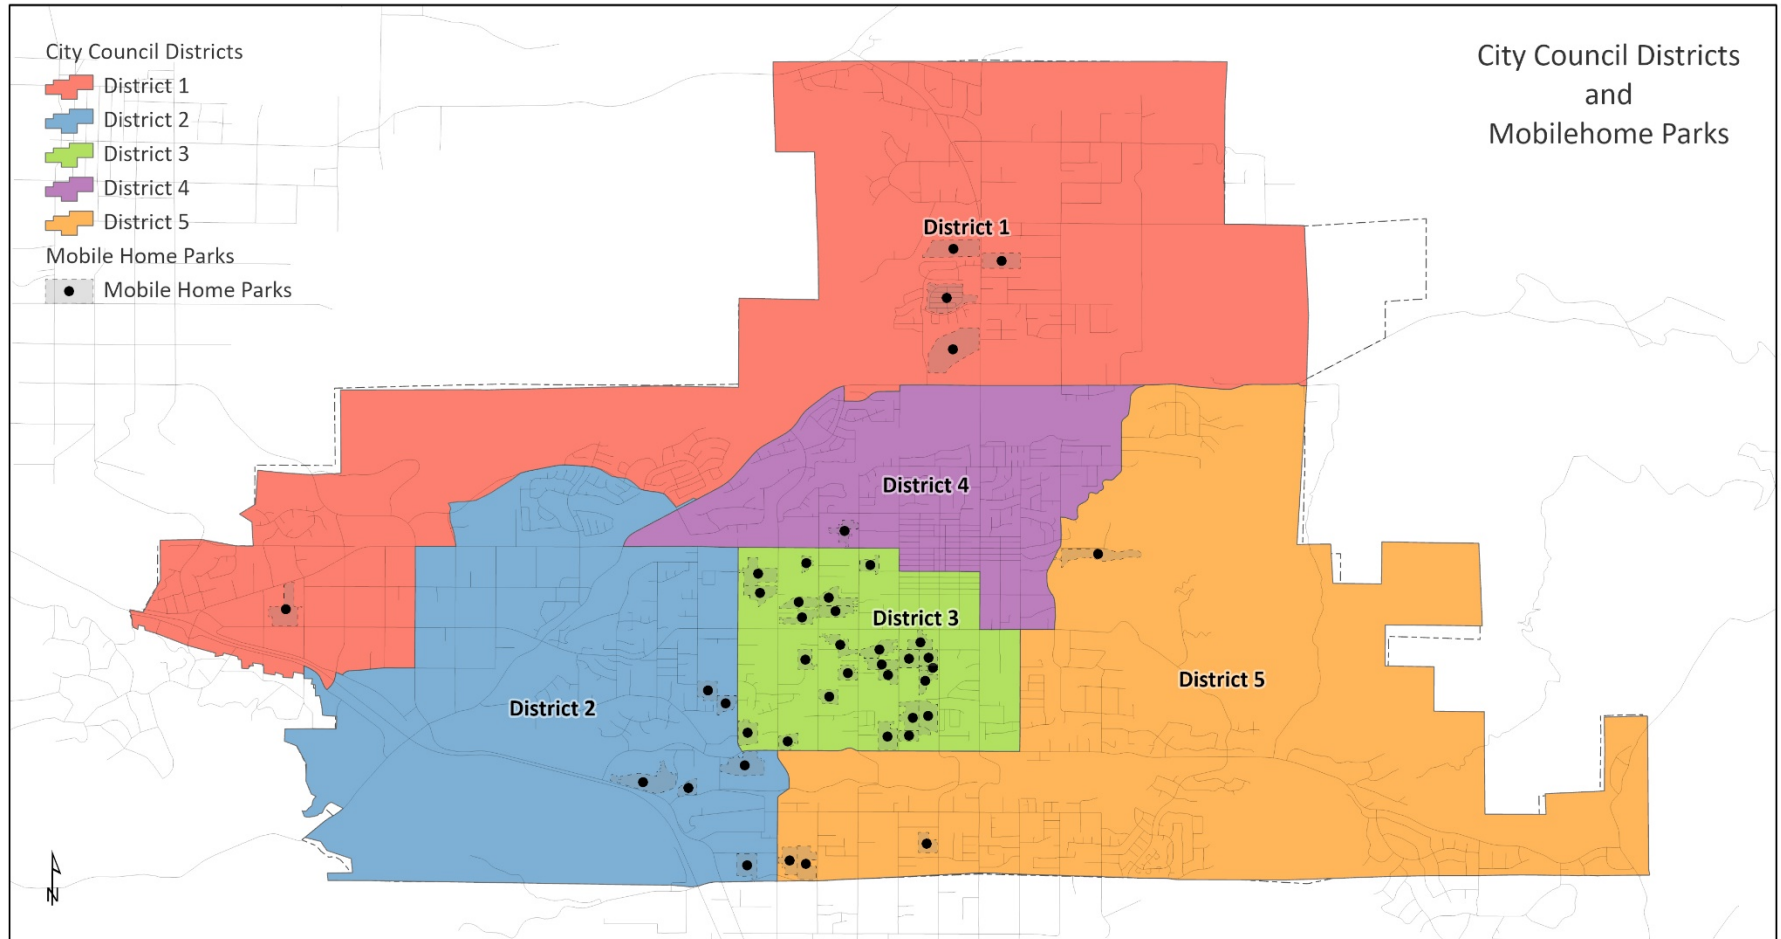 City Council Districts
District 1
District 2
District 3
District 4
District 5
Mobile Home Parks
Mobile Home Parks
City Council Districts
and
Mobilehome Parks
District 1
District 4
District 3
District 5
District 2
N